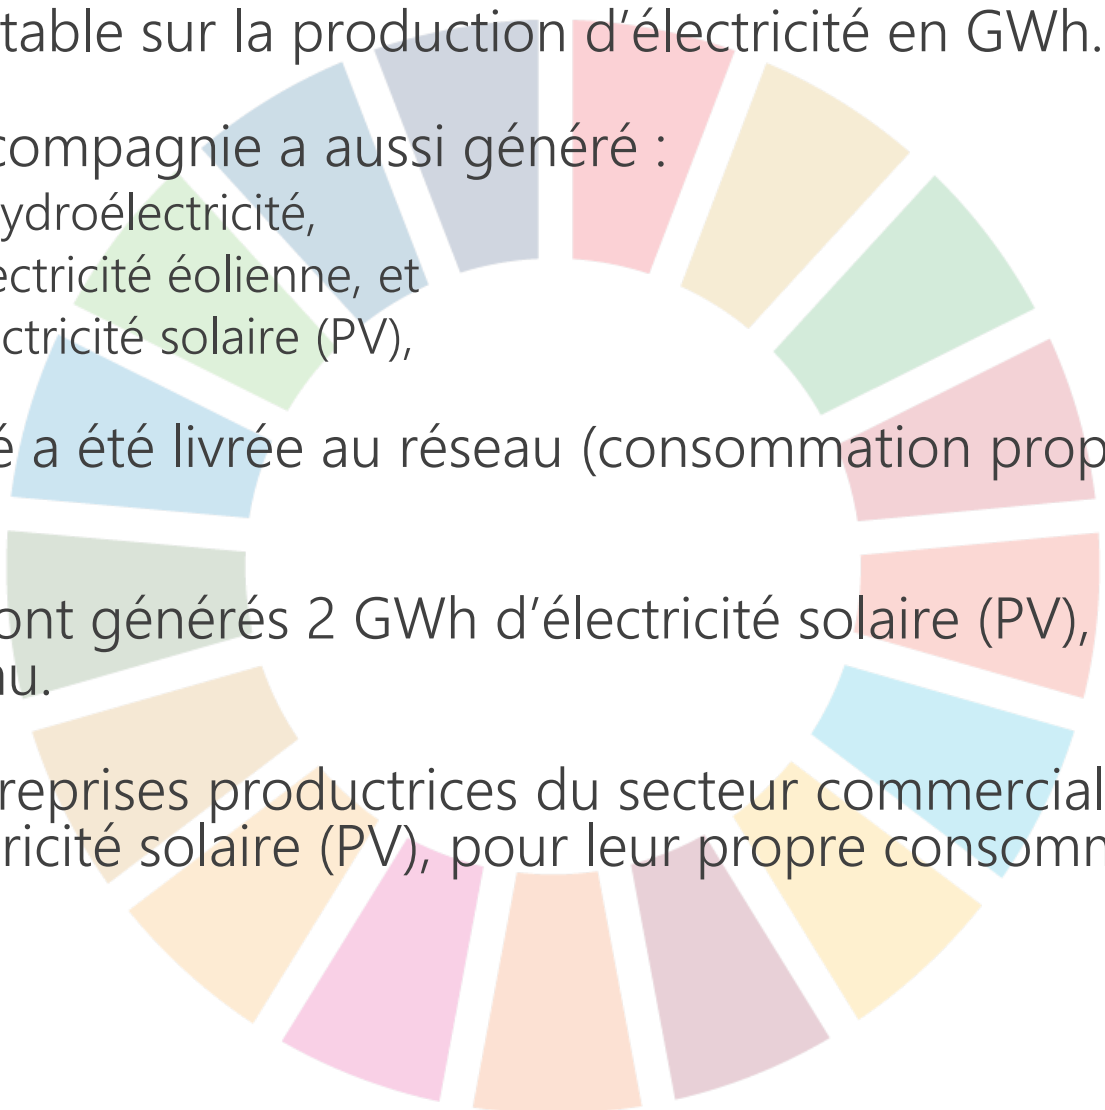 table sur la production d’électricité en GWh.
compagnie a aussi généré :
ydroélectricité,
ectricité éolienne, et
ctricité solaire (PV),
é a été livrée au réseau (consommation prop
ont générés 2 GWh d’électricité solaire (PV),
au.
reprises productrices du secteur commercial
ricité solaire (PV), pour leur propre consomm